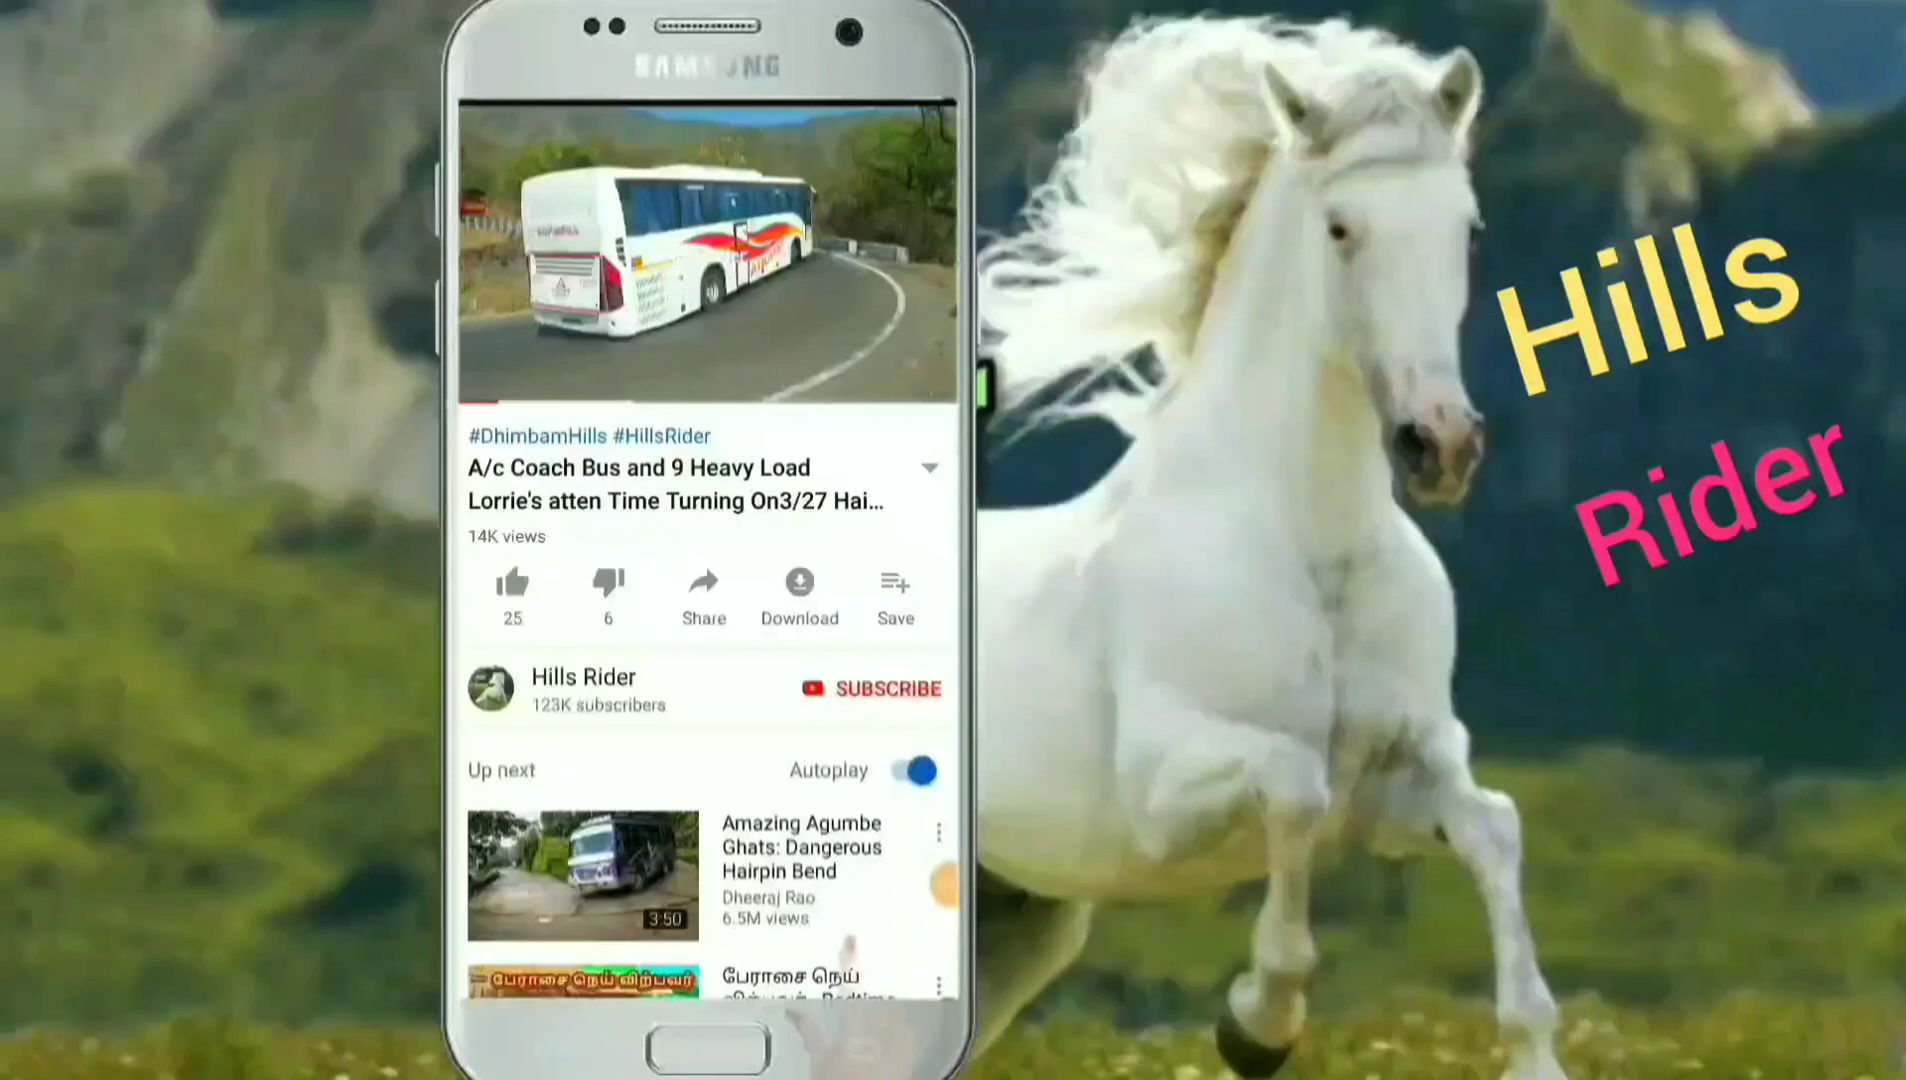 SAMSUNG
#DhimbamHills #HillsRider
A/c Coach Bus and 9 Heavy Load
Lorrie's atten Time Turning On3/27 Hai...
14K views
25
6
Share
Download
Save
Hills Rider
123K subscribers
SUBSCRIBE
Up next
Autoplay
Amazing Agumbe
Ghats: Dangerous
Hairpin Bend
Dheeraj Rao
6.5M views
3:50
பேராசை நெய் விற்பவர்
பேராசை நெய்
Hills
Rider